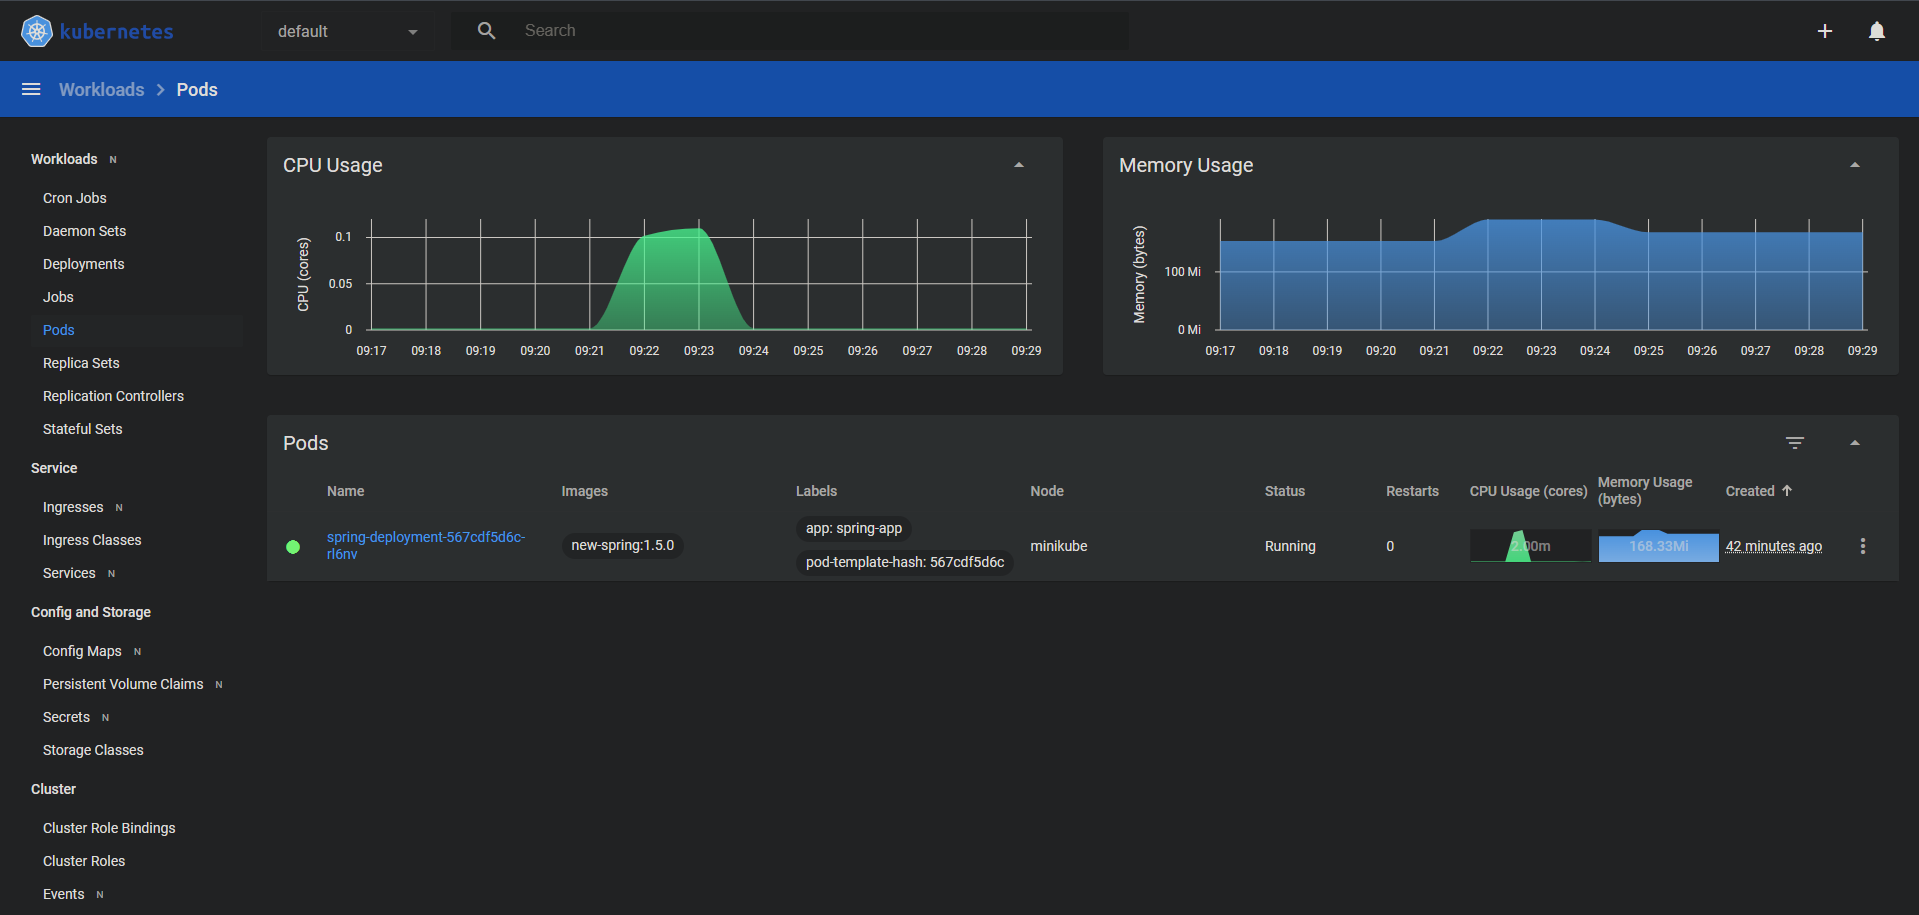 kubernetes
default
Search
Workloads
Pods
Workloads N
Cron Jobs
Daemon Sets
Deployments
Jobs
Pods
Replica Sets
Replication Controllers
Stateful Sets
Service
Ingresses N
Ingress Classes
Services N
Config and Storage
Config Maps N
Persistent Volume Claims N
Secrets N
Storage Classes
Cluster
Cluster Role Bindings
Cluster Roles
Events N
CPU Usage
CPU (cores)
0.1
0.05
0
09:17 09:18 09:19 09:20 09:21 09:22 09:23 09:24 09:25 09:26 09:27 09:28 09:29
Memory Usage
Memory (bytes)
100 Mi
0 Mi
09:17 09:18 09:19 09:20 09:21 09:22 09:23 09:24 09:25 09:26 09:27 09:28 09:29
Pods
Name Images Labels Node Status Restarts CPU Usage (cores) Memory Usage (bytes) Created
spring-deployment-567cdf5d6c-
rl6nv
new-spring:1.5.0
app: spring-app
pod-template-hash: 567cdf5d6c
minikube
Running
0
2.00m
168.33Mi
42 minutes ago